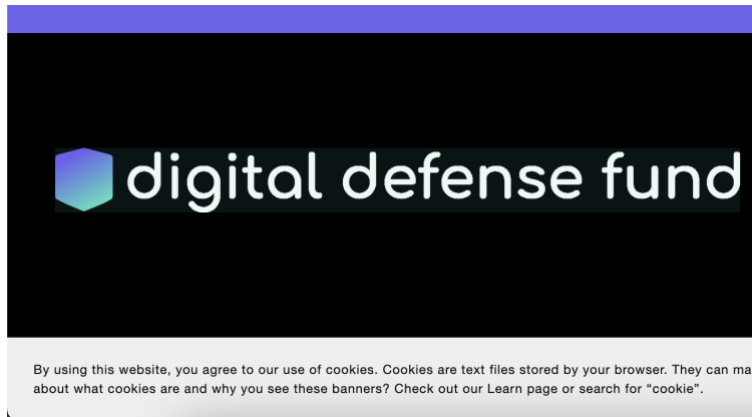 digital defense fund
By using this website, you agree to our use of cookies. Cookies are text files stored by your browser. They can ma
about what cookies are and why you see these banners? Check out our Learn page or search for “cookie”.